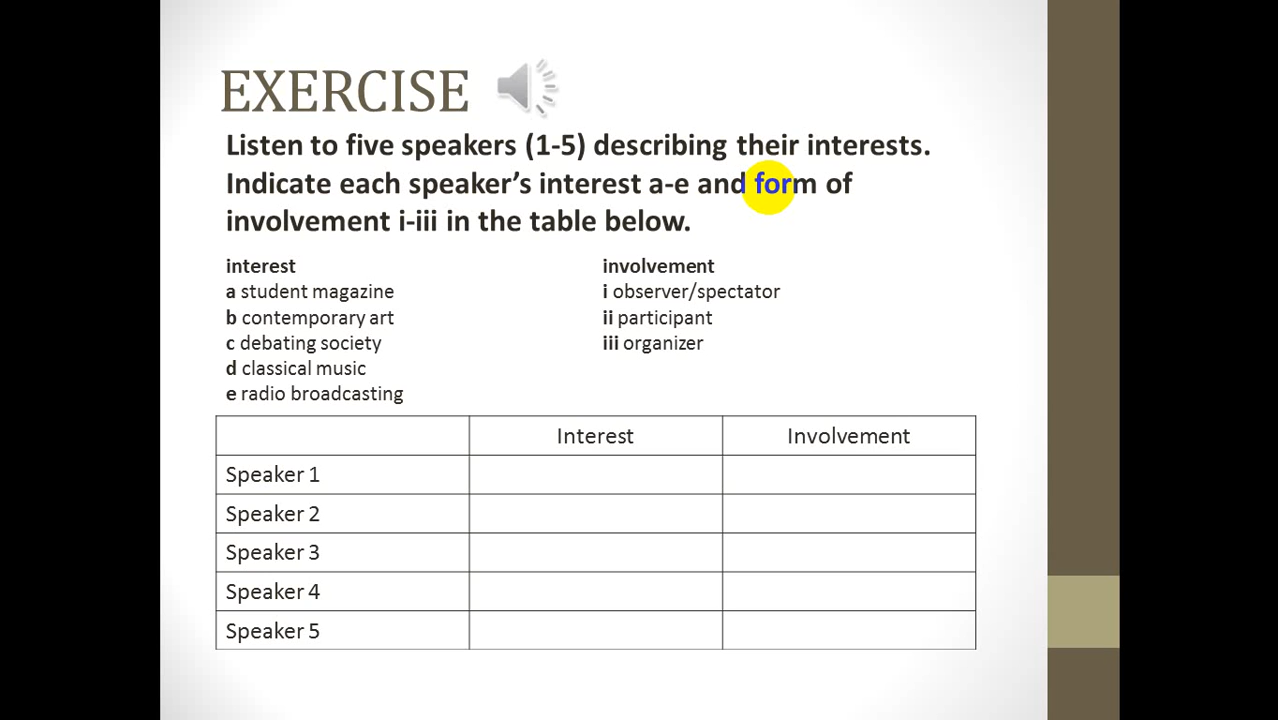 EXERCISE
Listen to five speakers (1-5) describing their interests.
Indicate each speaker’s interest a-e and form of
involvement i-iii in the table below.
interest
a student magazine
b contemporary art
c debating society
d classical music
e radio broadcasting
involvement
i observer/spectator
ii participant
iii organizer
Interest Involvement
Speaker 1
Speaker 2
Speaker 3
Speaker 4
Speaker 5